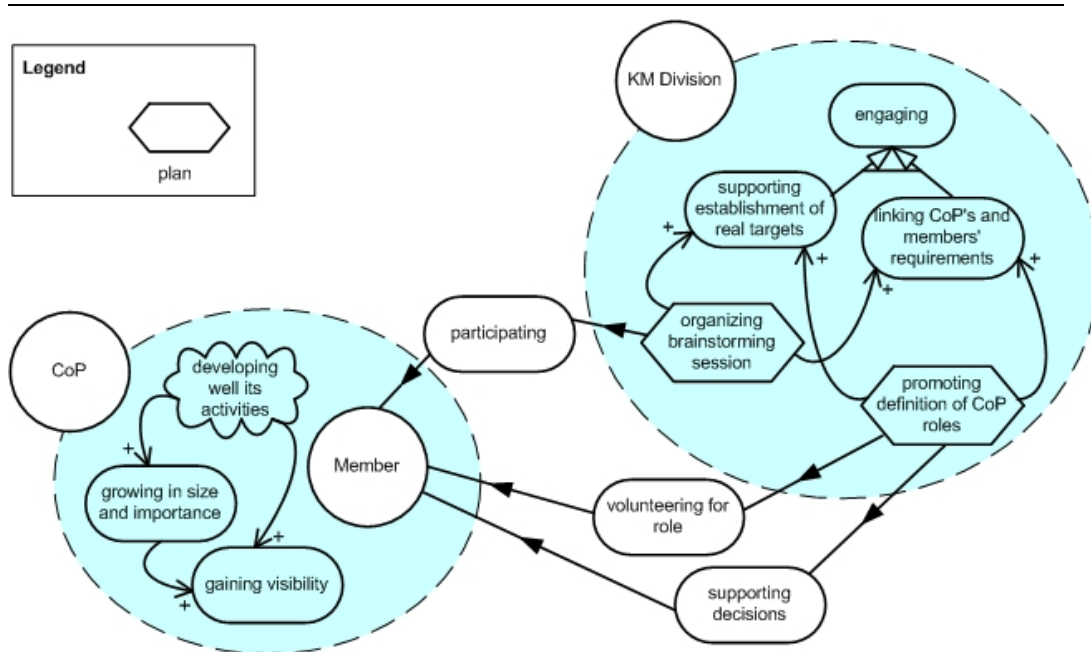 Legend
plan
KM Division
engaging
supporting
establishment of
real targets
linking CoP's and
members'
requirements
+
+
+
+
organizing
brainstorming
session
promoting
definition of CoP
roles
participating
CoP
developing
well its
activities
Member
+
growing in size
and importance
+
gaining visibility
+
volunteering for
role
supporting
decisions